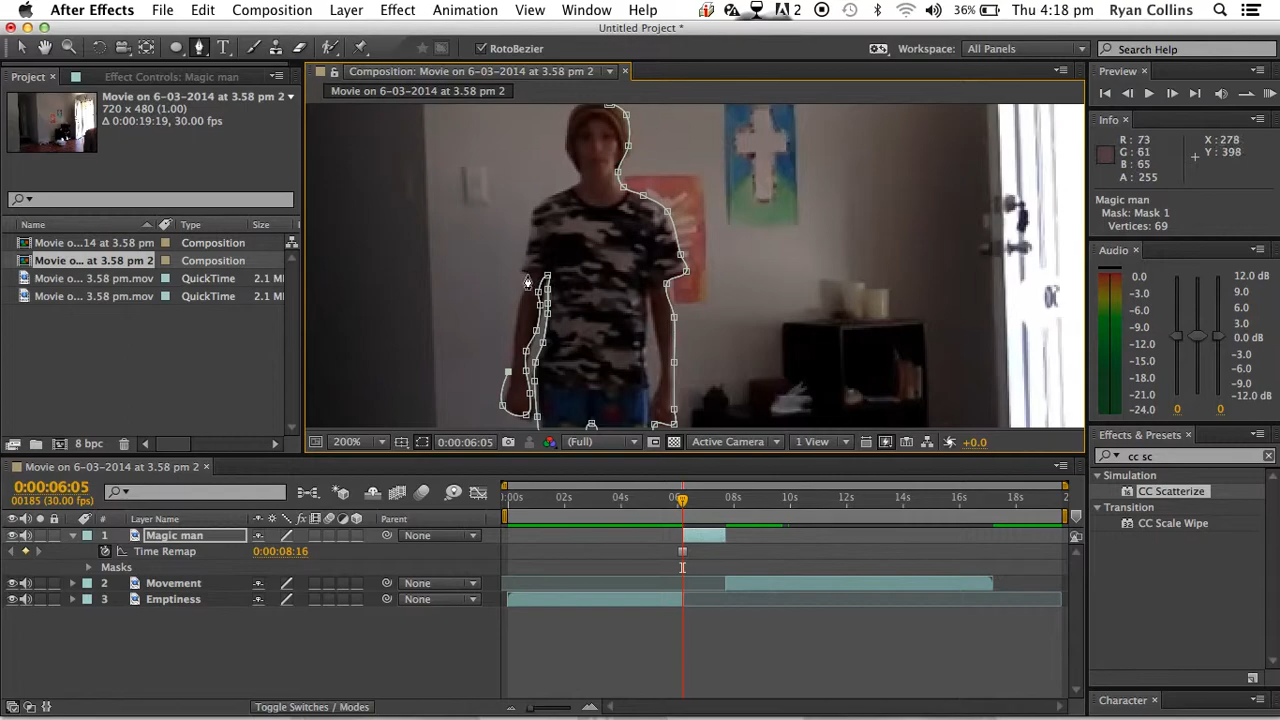 After Effects File Edit Composition Layer Effect Animation View Window Help 2 36% Thu 4:18 pm Ryan Collins
Untitled Project *
RotoBezier Workspace: All Panels Search Help
Project Effect Controls: Magic man
Movie on 6-03-2014 at 3.58 pm 2
720 x 480 (1.00)
Δ 0:00:19:19, 30.00 fps
Name Type Size
Movie o...14 at 3.58 pm Composition
Movie o... at 3.58 pm 2 Composition
Movie o... 3.58 pm.mov QuickTime 2.1 M
Movie o... 3.58 pm.mov QuickTime 2.1 M
8 bpc
Composition: Movie on 6-03-2014 at 3.58 pm 2
Movie on 6-03-2014 at 3.58 pm 2
200% 0:00:06:05 (Full) Active Camera 1 View +0.0
Preview
Info
R : 73
G : 61
B : 65
A : 255
X : 278
Y : 398
Magic man
Mask: Mask 1
Vertices: 69
Audio
0.0
-3.0
-6.0
-9.0
-12.0
-15.0
-18.0
-21.0
-24.0
12.0 dB
9.0
6.0
3.0
0.0 dB
-3.0
-6.0
-9.0
-12.0 dB
0 0
Effects & Presets
cc sc
Simulation
CC Scatterize
Transition
CC Scale Wipe
Character
Movie on 6-03-2014 at 3.58 pm 2
0:00:06:05
00185 (30.00 fps)
:00s 02s 04s 06s 08s 10s 12s 14s 16s 18s 2
# Layer Name Parent
1 Magic man None
Time Remap 0:00:08:16
Masks
2 Movement None
3 Emptiness None
Toggle Switches / Modes